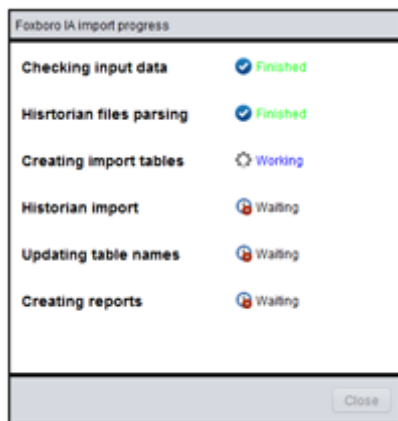 Foxboro IA import progress
Checking input data Finished
Hisrtorian files parsing Finished
Creating import tables Working
Historian import Waiting
Updating table names Waiting
Creating reports Waiting
Close